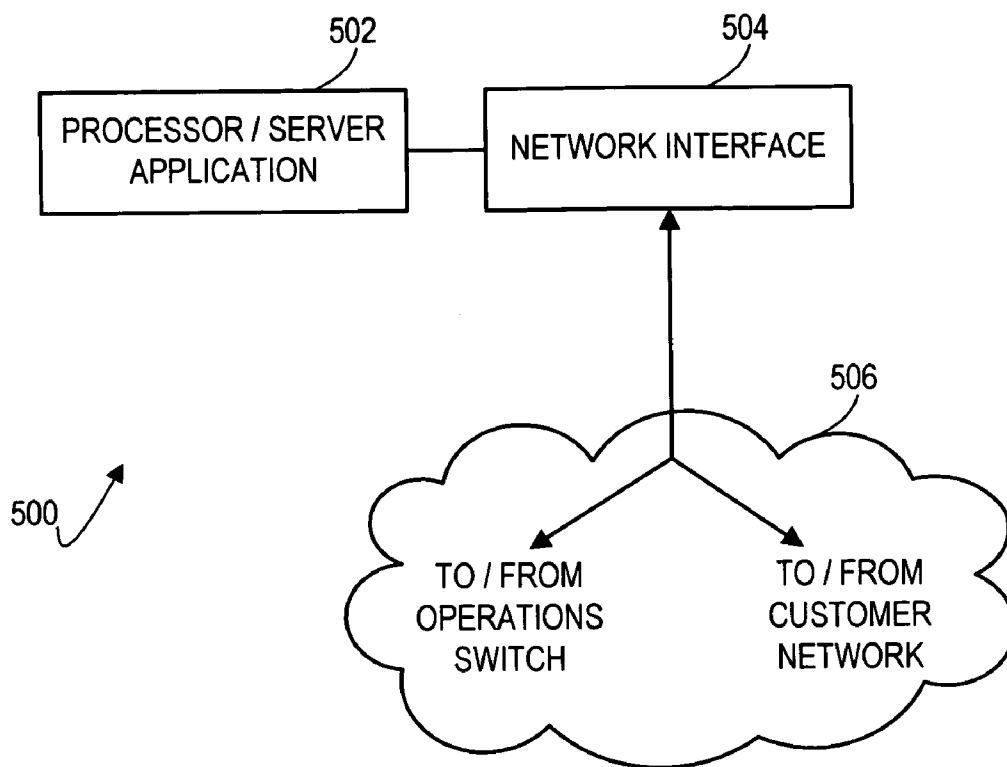 502
504
PROCESSOR / SERVER
APPLICATION
NETWORK INTERFACE
506
500
TO / FROM
OPERATIONS
SWITCH
TO / FROM
CUSTOMER
NETWORK